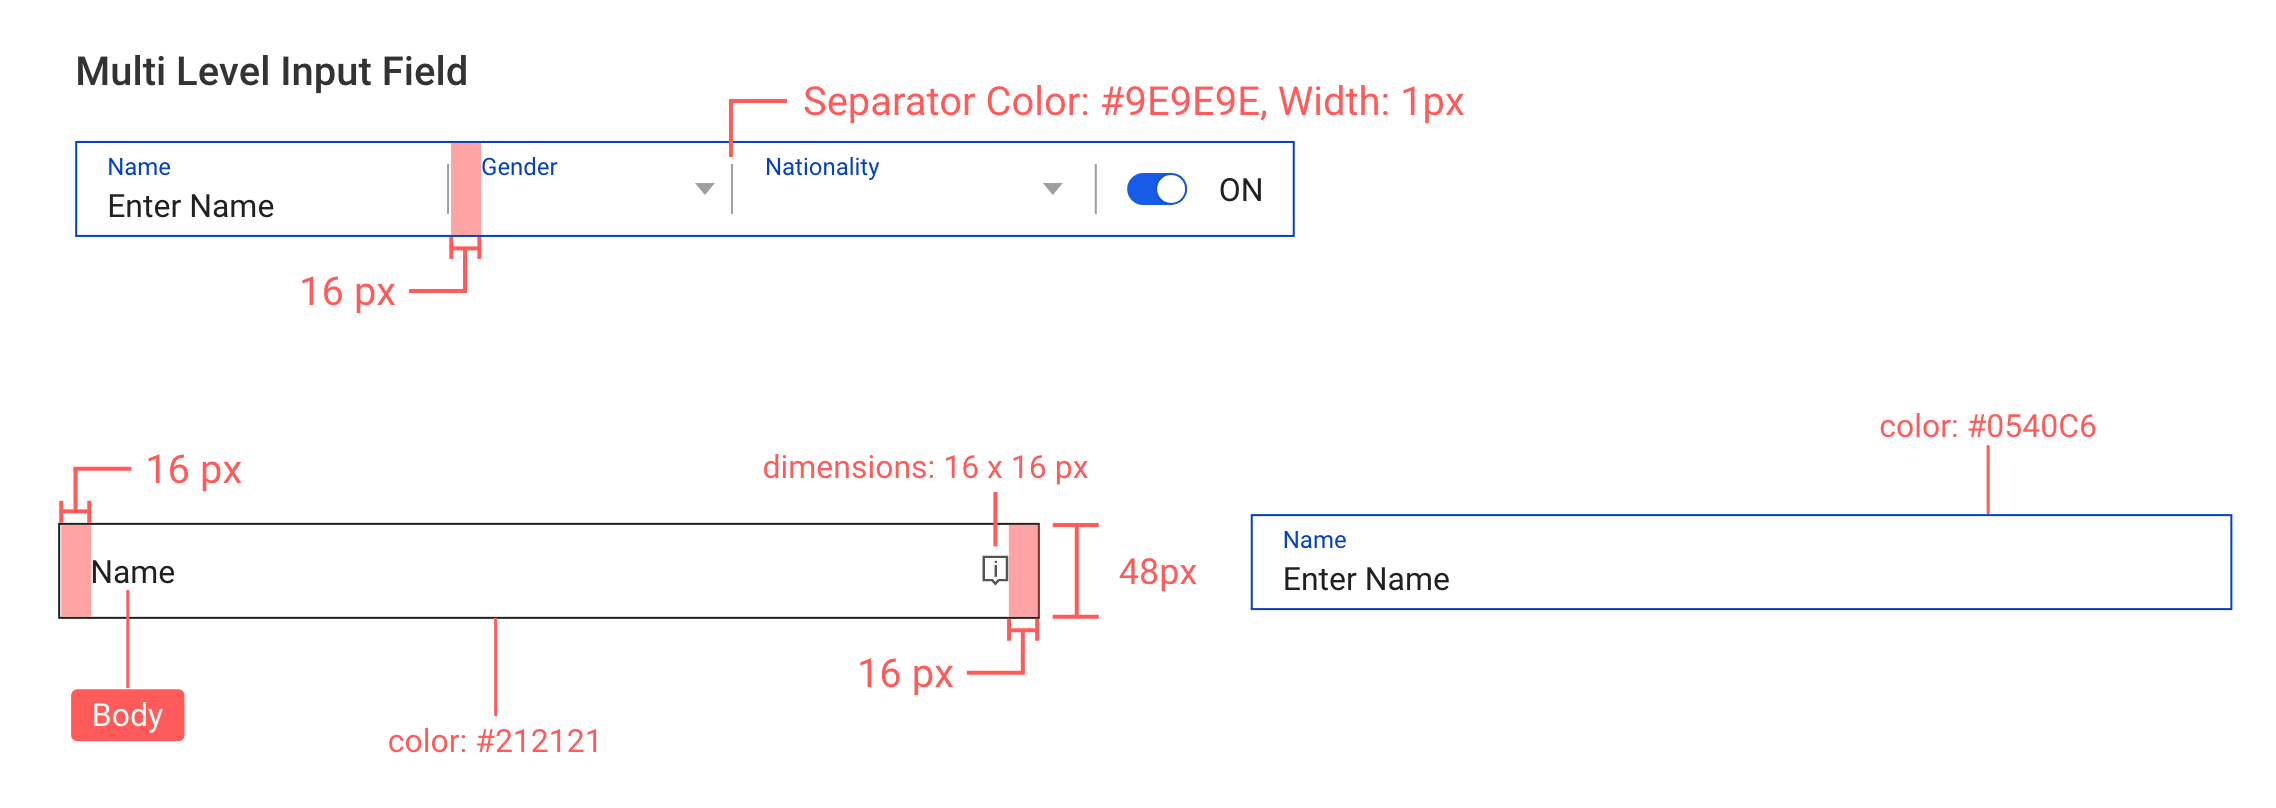 Multi Level Input Field
Separator Color: #9E9E9E, Width: 1px
Name
Enter Name
Gender
Nationality
ON
16 px
color: #0540C6
16 px
dimensions: 16 x 16 px
Name
i
48px
Name
Enter Name
16 px
Body
color: #212121